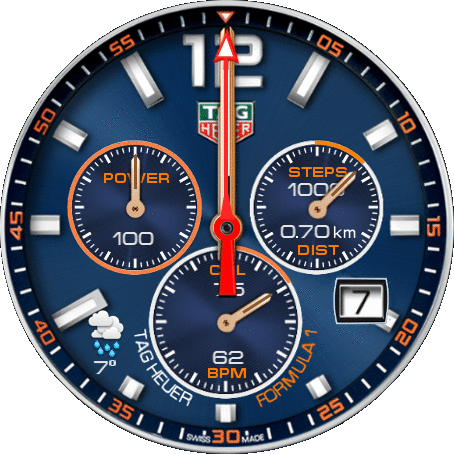 12
TAG
HEUER
POWER
100
STEPS
1000
0.70 km
DIST
CAL
62
BPM
7
7°
TAG HEUER
FORMULA 1
SWISS MADE
05
10
15
20
25
30
35
40
45
50
55